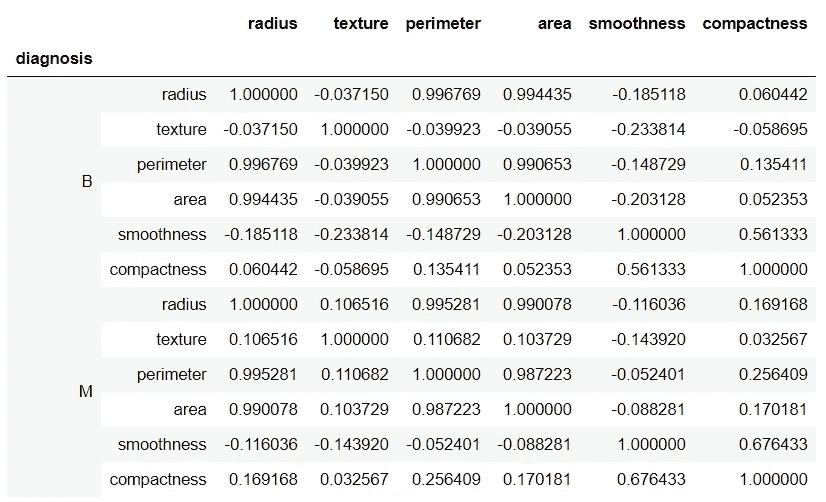 radius texture perimeter area smoothness compactness
diagnosis
radius 1.000000 -0.037150 0.996769 0.994435 -0.185118 0.060442
texture -0.037150 1.000000 -0.039923 -0.039055 -0.233814 -0.058695
perimeter 0.996769 -0.039923 1.000000 0.990653 -0.148729 0.135411
B
area 0.994435 -0.039055 0.990653 1.000000 -0.203128 0.052353
smoothness -0.185118 -0.233814 -0.148729 -0.203128 1.000000 0.561333
compactness 0.060442 -0.058695 0.135411 0.052353 0.561333 1.000000
radius 1.000000 0.106516 0.995281 0.990078 -0.116036 0.169168
texture 0.106516 1.000000 0.110682 0.103729 -0.143920 0.032567
perimeter 0.995281 0.110682 1.000000 0.987223 -0.052401 0.256409
M
area 0.990078 0.103729 0.987223 1.000000 -0.088281 0.170181
smoothness -0.116036 -0.143920 -0.052401 -0.088281 1.000000 0.676433
compactness 0.169168 0.032567 0.256409 0.170181 0.676433 1.000000